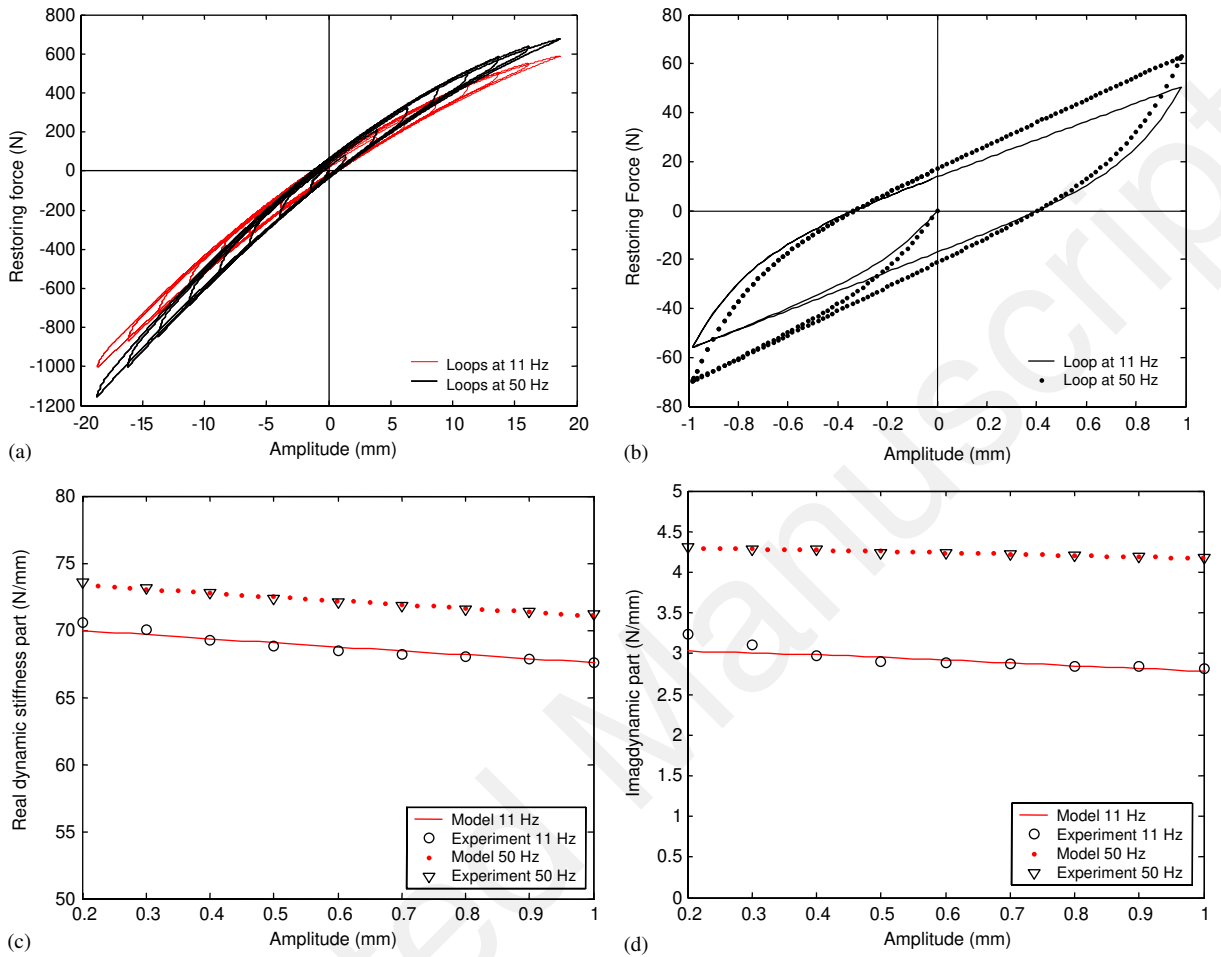 800
600
400
200
0
-200
-400
-600
-800
-1000
-1200
-20 -15 -10 -5 0 5 10 15 20
Restoring force (N)
Amplitude (mm)
Loops at 11 Hz
Loops at 50 Hz
(a)
80
60
40
20
0
-20
-40
-60
-80
-1 -0.8 -0.6 -0.4 -0.2 0 0.2 0.4 0.6 0.8 1
Restoring Force (N)
Amplitude (mm)
Loop at 11 Hz
Loop at 50 Hz
(b)
80
75
70
65
60
55
50
0.2 0.3 0.4 0.5 0.6 0.7 0.8 0.9 1
Real dynamic stiffness part (N/mm)
Amplitude (mm)
Model 11 Hz
Experiment 11 Hz
Model 50 Hz
Experiment 50 Hz
(c)
5
4.5
4
3.5
3
2.5
2
1.5
1
0.5
0
0.2 0.3 0.4 0.5 0.6 0.7 0.8 0.9 1
Imagdynamic part (N/mm)
Amplitude (mm)
Model 11 Hz
Experiment 11 Hz
Model 50 Hz
Experiment 50 Hz
(d)
ted Manuscript